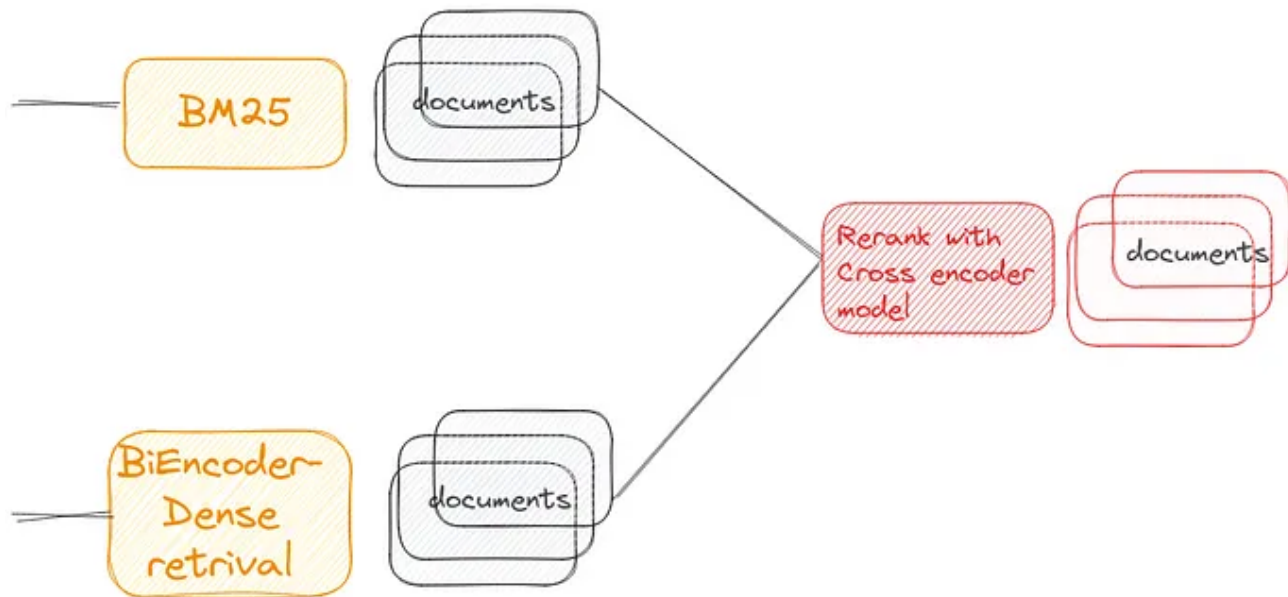 BM25
documents
Rerank with
Cross encoder
model
documents
BiEncoder-
Dense
retrival
documents